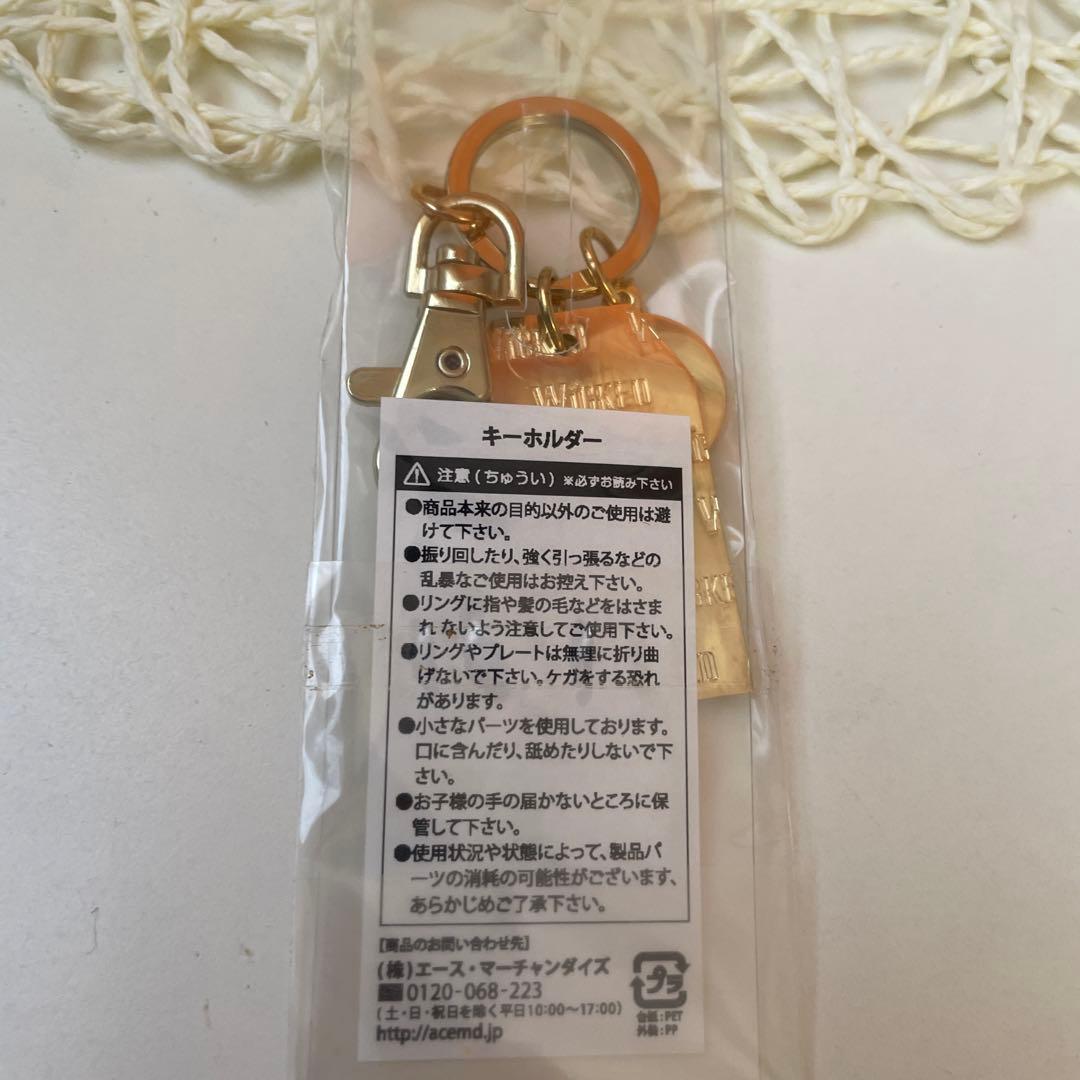 WICKED
キーホルダー
注意(ちゅうい) ※必ずお読み下さい
●商品本来の目的以外のご使用は避
けて下さい。
●振り回したり、強く引っ張るなどの
乱暴なご使用はお控え下さい。
●リングに指や髪の毛などをはさま
れないよう注意してご使用下さい。
●リングやプレートは無理に折り曲
げないで下さい。ケガをする恐れ
があります。
●小さなパーツを使用しております。
口に含んだり、舐めたりしないで下
さい。
●お子様の手の届かないところに保
管して下さい。
●使用状況や状態によって、製品パ
ーツの消耗の可能性がございます、
あらかじめご了承下さい。
【商品のお問い合わせ先】
(株)エース・マーチャンダイズ
0120-068-223
(土・日・祝日を除く平日10:00～17:00)
http://acemd.jp
プラ
台紙:PET
外袋:PP